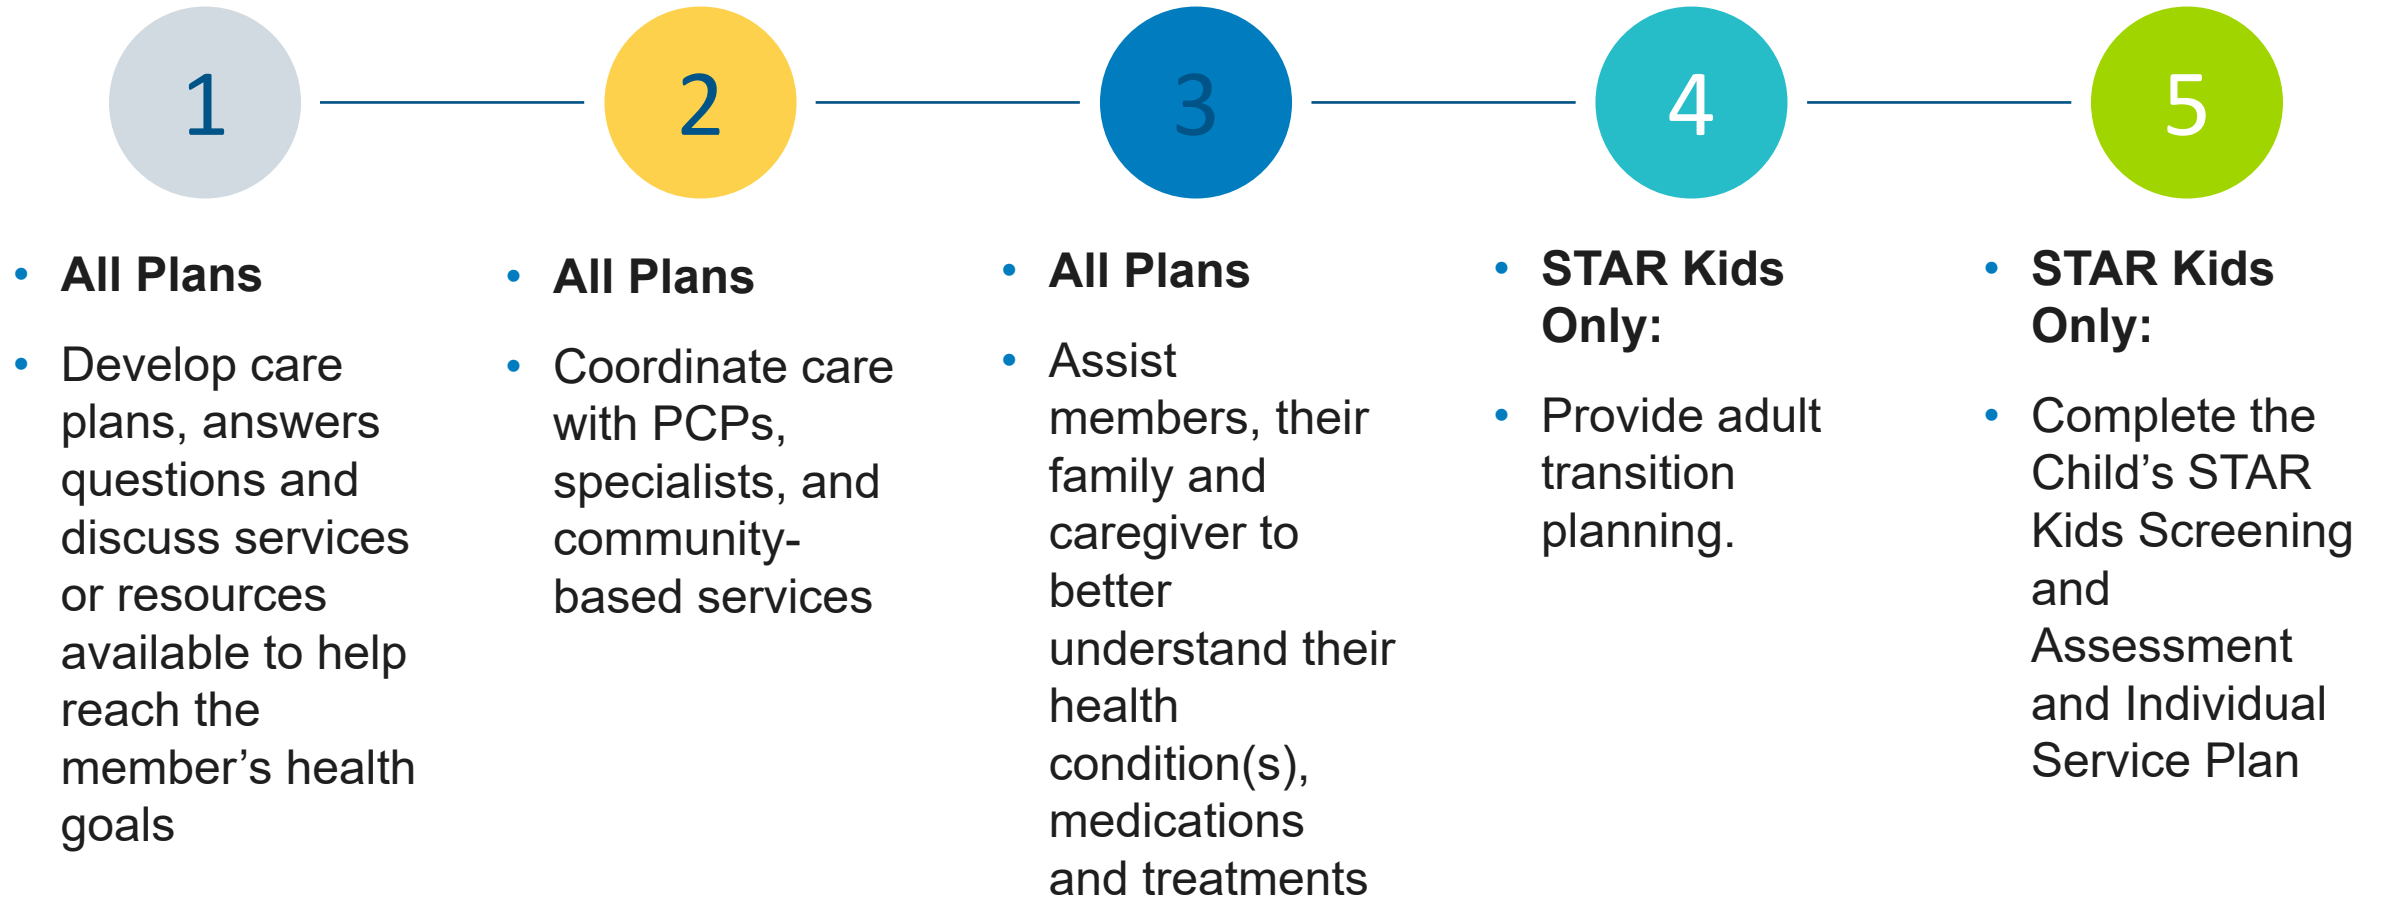 1
2
3
4
5
• All Plans
• Develop care
plans, answers
questions and
discuss services
or resources
available to help
reach the
member’s health
goals
• All Plans
• Coordinate care
with PCPs,
specialists, and
community-
based services
• All Plans
• Assist
members, their
family and
caregiver to
better
understand their
health
condition(s),
medications
and treatments
• STAR Kids
Only:
• Provide adult
transition
planning.
• STAR Kids
Only:
• Complete the
Child’s STAR
Kids Screening
and
Assessment
and Individual
Service Plan